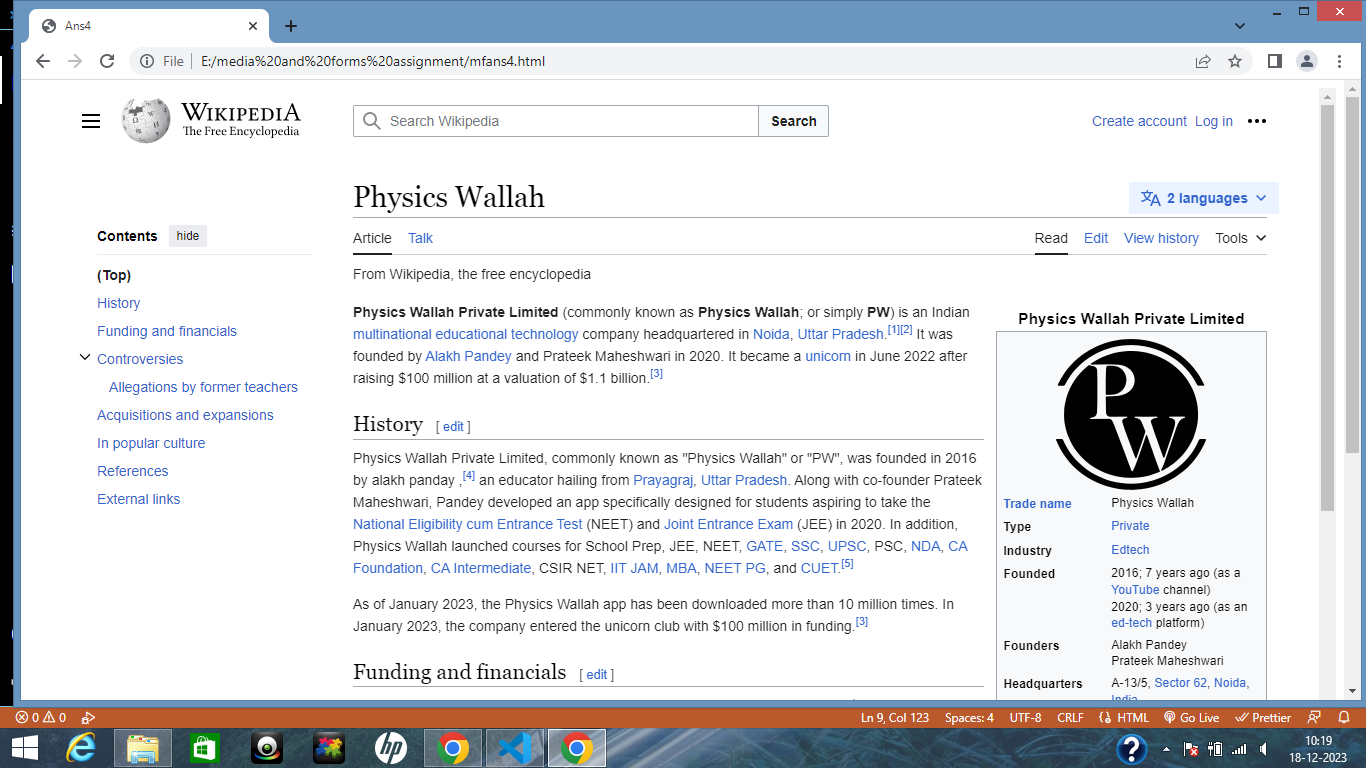 Ans4
File
E:/media%20and%20forms%20assignment/mfans4.html
WIKIPEDIA
The Free Encyclopedia
Search Wikipedia
Search
Create account Log in
Physics Wallah
2 languages
Contents hide
(Top)
History
Funding and financials
Controversies
Allegations by former teachers
Acquisitions and expansions
In popular culture
References
External links
Article Talk
Read Edit View history Tools
From Wikipedia, the free encyclopedia
Physics Wallah Private Limited (commonly known as Physics Wallah; or simply PW) is an Indian
multinational educational technology company headquartered in Noida, Uttar Pradesh.[1][2] It was
founded by Alakh Pandey and Prateek Maheshwari in 2020. It became a unicorn in June 2022 after
raising $100 million at a valuation of $1.1 billion.[3]
History [ edit ]
Physics Wallah Private Limited, commonly known as "Physics Wallah" or "PW", was founded in 2016
by alakh panday ,[4] an educator hailing from Prayagraj, Uttar Pradesh. Along with co-founder Prateek
Maheshwari, Pandey developed an app specifically designed for students aspiring to take the
National Eligibility cum Entrance Test (NEET) and Joint Entrance Exam (JEE) in 2020. In addition,
Physics Wallah launched courses for School Prep, JEE, NEET, GATE, SSC, UPSC, PSC, NDA, CA
Foundation, CA Intermediate, CSIR NET, IIT JAM, MBA, NEET PG, and CUET.[5]
As of January 2023, the Physics Wallah app has been downloaded more than 10 million times. In
January 2023, the company entered the unicorn club with $100 million in funding.[3]
Funding and financials [ edit ]
Physics Wallah Private Limited
P
W
Trade name Physics Wallah
Type Private
Industry Edtech
Founded 2016; 7 years ago (as a
YouTube channel)
2020; 3 years ago (as an
ed-tech platform)
Founders Alakh Pandey
Prateek Maheshwari
Headquarters A-13/5, Sector 62, Noida,
India
0 0
Ln 9, Col 123 Spaces: 4 UTF-8 CRLF HTML Go Live Prettier
hp
?
10:19
18-12-2023